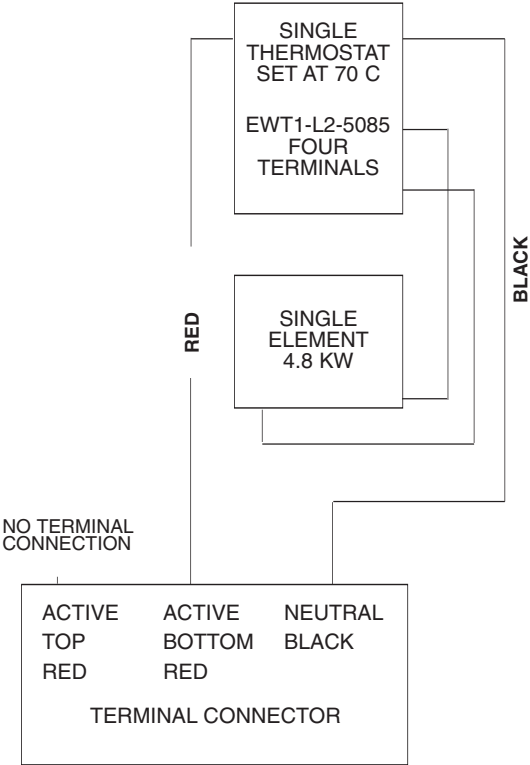 SINGLE
THERMOSTAT
SET AT 70 C
EWT1-L2-5085
FOUR
TERMINALS
BLACK
RED
SINGLE
ELEMENT
4.8 KW
NO TERMINAL
CONNECTION
ACTIVE ACTIVE NEUTRAL
TOP BOTTOM BLACK
RED RED
TERMINAL CONNECTOR